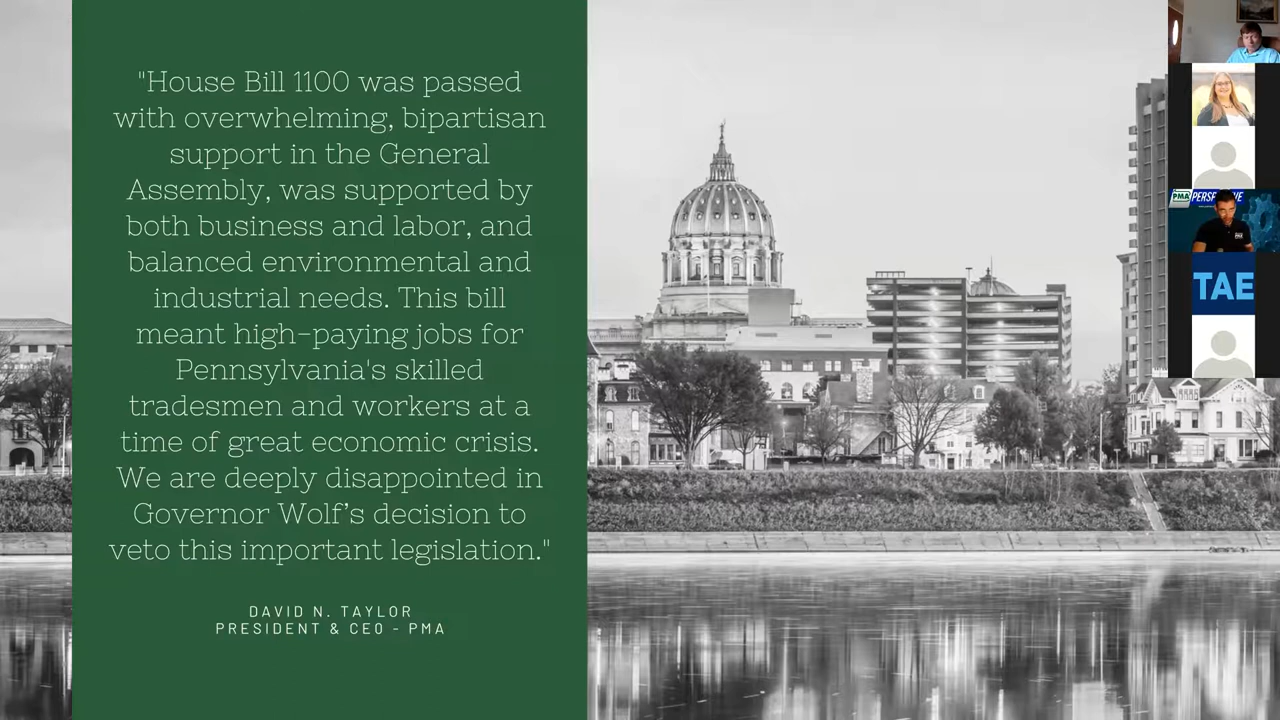 "House Bill 1100 was passed
with overwhelming, bipartisan
support in the General
Assembly, was supported by
both business and labor, and
balanced environmental and
industrial needs. This bill
meant high-paying jobs for
Pennsylvania's skilled
tradesmen and workers at a
time of great economic crisis.
We are deeply disappointed in
Governor Wolf’s decision to
veto this important legislation."
DAVID N. TAYLOR
PRESIDENT & CEO - PMA
PMA
TAE